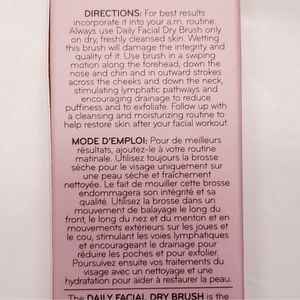 DIRECTIONS: For best results
incorporate it into your a.m. routine.
Always use Daily Facial Dry Brush only
on dry, freshly cleansed skin. Wetting
this brush will damage the integrity and
quality of it. Use brush in a swiping
motion along the forehead, down the
nose and chin and in outward strokes
across the cheeks and down the neck,
stimulating lymphatic pathways and
encouraging drainage to reduce
puffiness and to exfoliate. Follow up with
a cleansing and moisturizing routine to
help restore skin after your facial workout.
MODE D'EMPLOI: Pour de meilleurs
résultats, ajoutez-le à votre routine
matinale. Utilisez toujours la brosse
sèche pour le visage uniquement sur
une peau sèche et fraîchement
nettoyée. Le fait de mouiller cette brosse
endommagera son intégrité et sa
qualité. Utilisez la brosse dans un
mouvement de balayage le long du
front, le long du nez et du menton et en
mouvements extérieurs sur les joues et le
cou, stimulant les voies lymphatiques
et encourageant le drainage pour
réduire les poches et pour exfolier.
Poursuivez ensuite vos traitements du
visage avec un nettoyage et une
hydratation pour aider à restaurer la peau.
The DAILY FACIAL DRY BRUSH is the